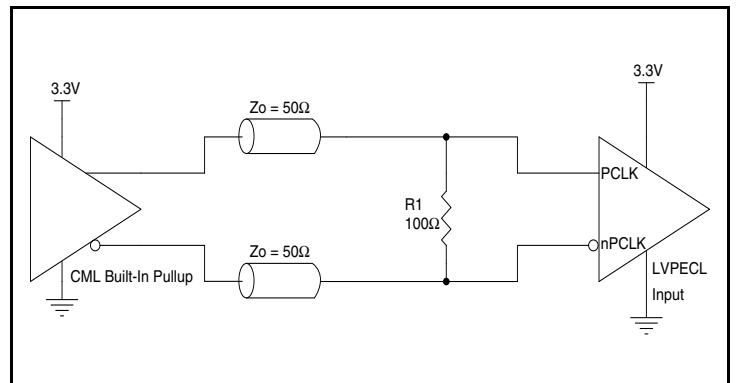 3.3V
3.3V
Zo = 50Ω
PCLK
R1
100Ω
Zo = 50Ω
nPCLK
CML Built-In Pullup
LVPECL
Input